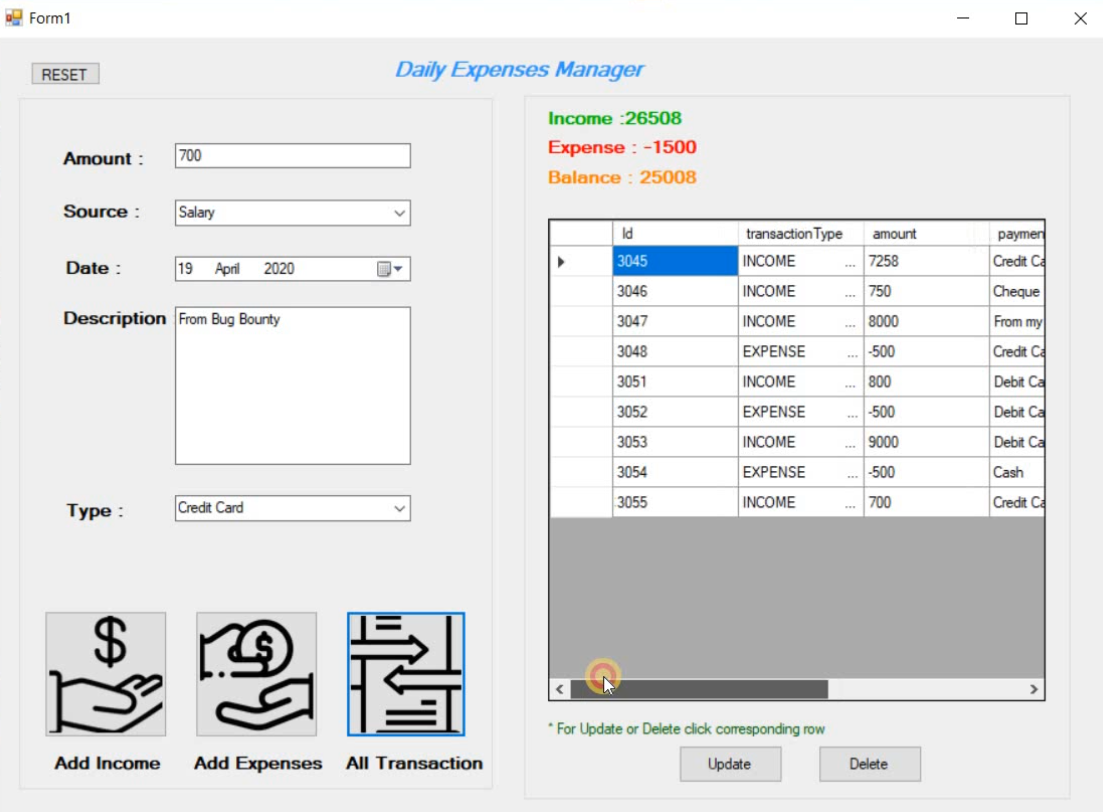 Form1
RESET
Daily Expenses Manager
Amount : 700
Source : Salary
Date : 19 April 2020
Description From Bug Bounty
Type : Credit Card
Add Income Add Expenses All Transaction
Income :26508
Expense : -1500
Balance : 25008
Id transactionType amount paymen
3045 INCOME ... 7258 Credit Ca
3046 INCOME ... 750 Cheque
3047 INCOME ... 8000 From my
3048 EXPENSE ... -500 Credit Ca
3051 INCOME ... 800 Debit Ca
3052 EXPENSE ... -500 Debit Ca
3053 INCOME ... 9000 Debit Ca
3054 EXPENSE ... -500 Cash
3055 INCOME ... 700 Credit Ca
* For Update or Delete click corresponding row
Update Delete